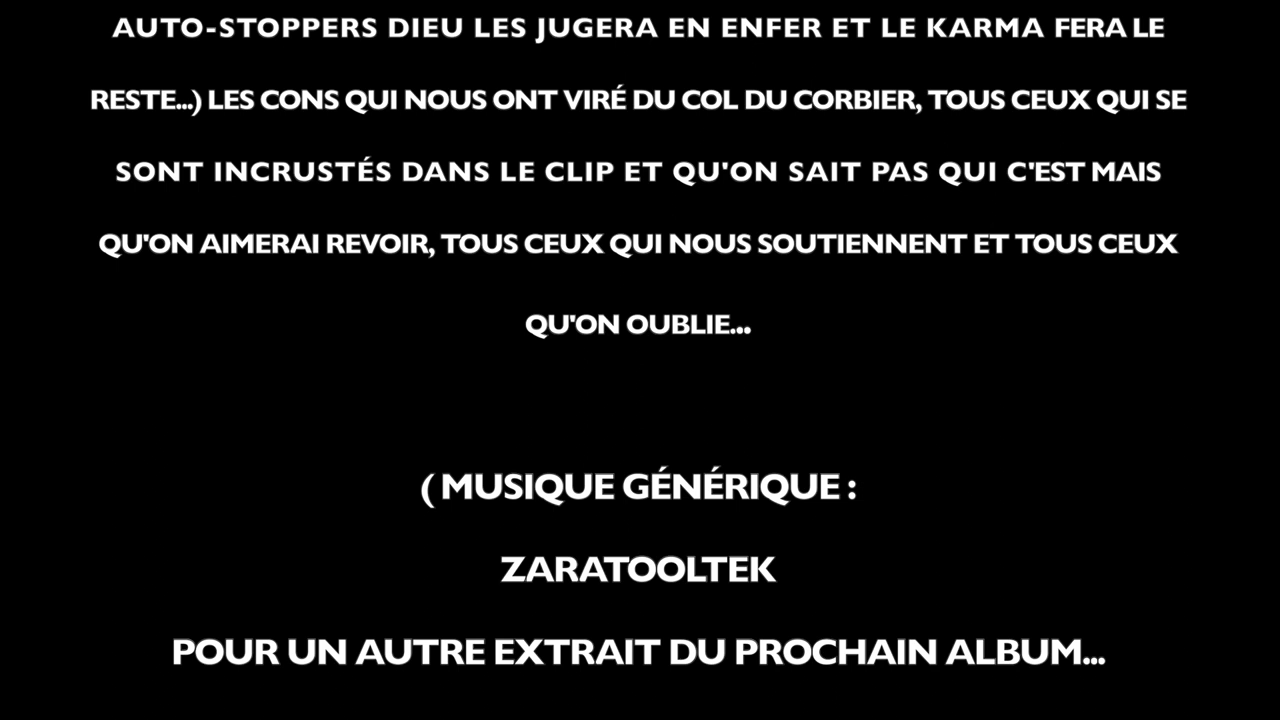 AUTO-STOPPERS DIEU LES JUGERA EN ENFER ET LE KARMA FERA LE
RESTE...) LES CONS QUI NOUS ONT VIRÉ DU COL DU CORBIER, TOUS CEUX QUI SE
SONT INCRUSTÉS DANS LE CLIP ET QU'ON SAIT PAS QUI C'EST MAIS
QU'ON AIMERAI REVOIR, TOUS CEUX QUI NOUS SOUTIENNENT ET TOUS CEUX
QU'ON OUBLIE...
( MUSIQUE GÉNÉRIQUE :
ZARATOOLTEK
POUR UN AUTRE EXTRAIT DU PROCHAIN ALBUM...